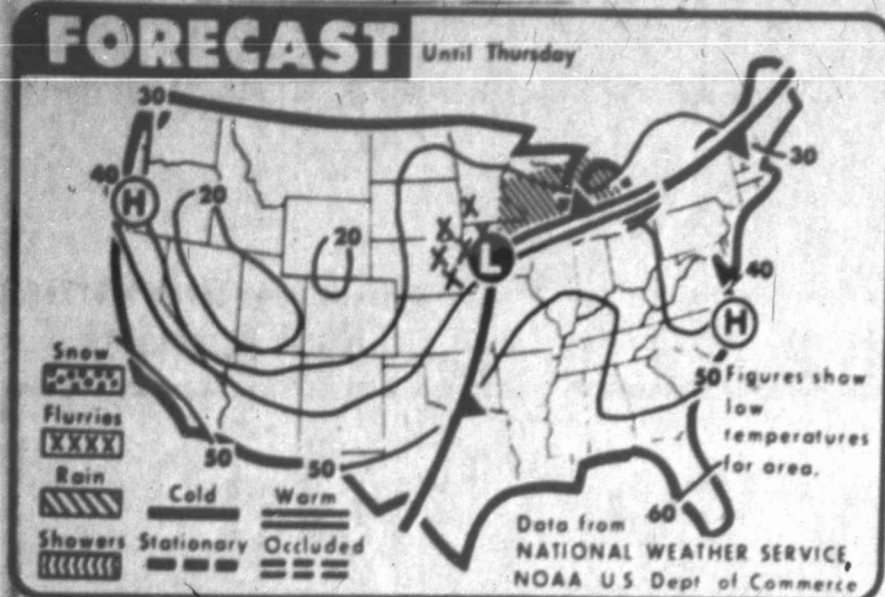 FORECAST Until Thursday
30
40
H
20
20
L
30
40
H
50
Figures show
low
temperatures
for area.
Snow
Flurries
XXXX
Rain
Showers
50
50
60
Cold Warm
Stationary Occluded
Data from
NATIONAL WEATHER SERVICE,
NOAA U S Dept of Commerce